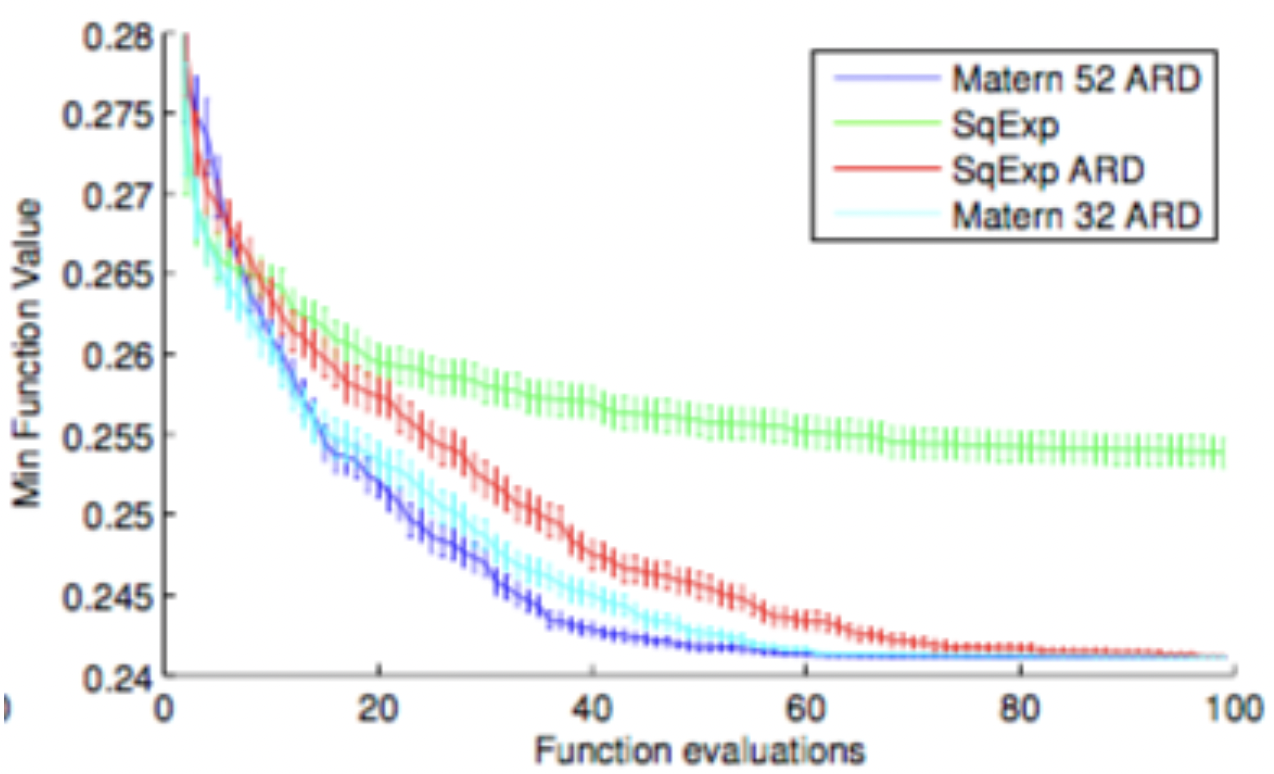 0.28
0.275
0.27
0.265
0.26
0.255
0.25
0.245
0.24
Min Function Value
Matern 52 ARD
SqExp
SqExp ARD
Matern 32 ARD
0 20 40 60 80 100
Function evaluations